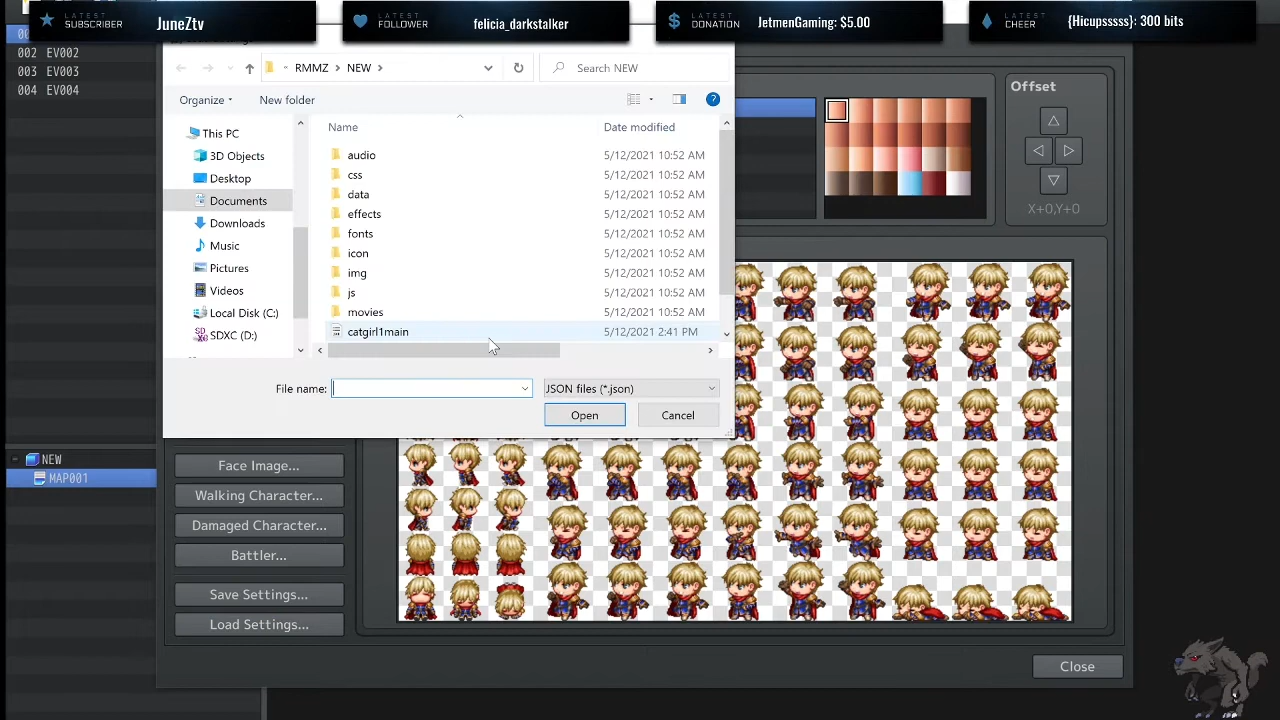 LATEST
SUBSCRIBER
JuneZtv
LATEST
FOLLOWER
felicia_darkstalker
LATEST
DONATION
JetmenGaming: $5.00
LATEST
CHEER
{Hicupsssss}: 300 bits
002 EV002
003 EV003
004 EV004
RMMZ
NEW
Search NEW
Organize
New folder
This PC
3D Objects
Desktop
Documents
Downloads
Music
Pictures
Videos
Local Disk (C:)
SDXC (D:)
Name
Date modified
audio 5/12/2021 10:52 AM
css 5/12/2021 10:52 AM
data 5/12/2021 10:52 AM
effects 5/12/2021 10:52 AM
fonts 5/12/2021 10:52 AM
icon 5/12/2021 10:52 AM
img 5/12/2021 10:52 AM
js 5/12/2021 10:52 AM
movies 5/12/2021 10:52 AM
catgirl1main 5/12/2021 2:41 PM
File name:
JSON files (*.json)
Open
Cancel
Offset
X+0,Y+0
NEW
MAP001
Face Image...
Walking Character...
Damaged Character...
Battler...
Save Settings...
Load Settings...
Close